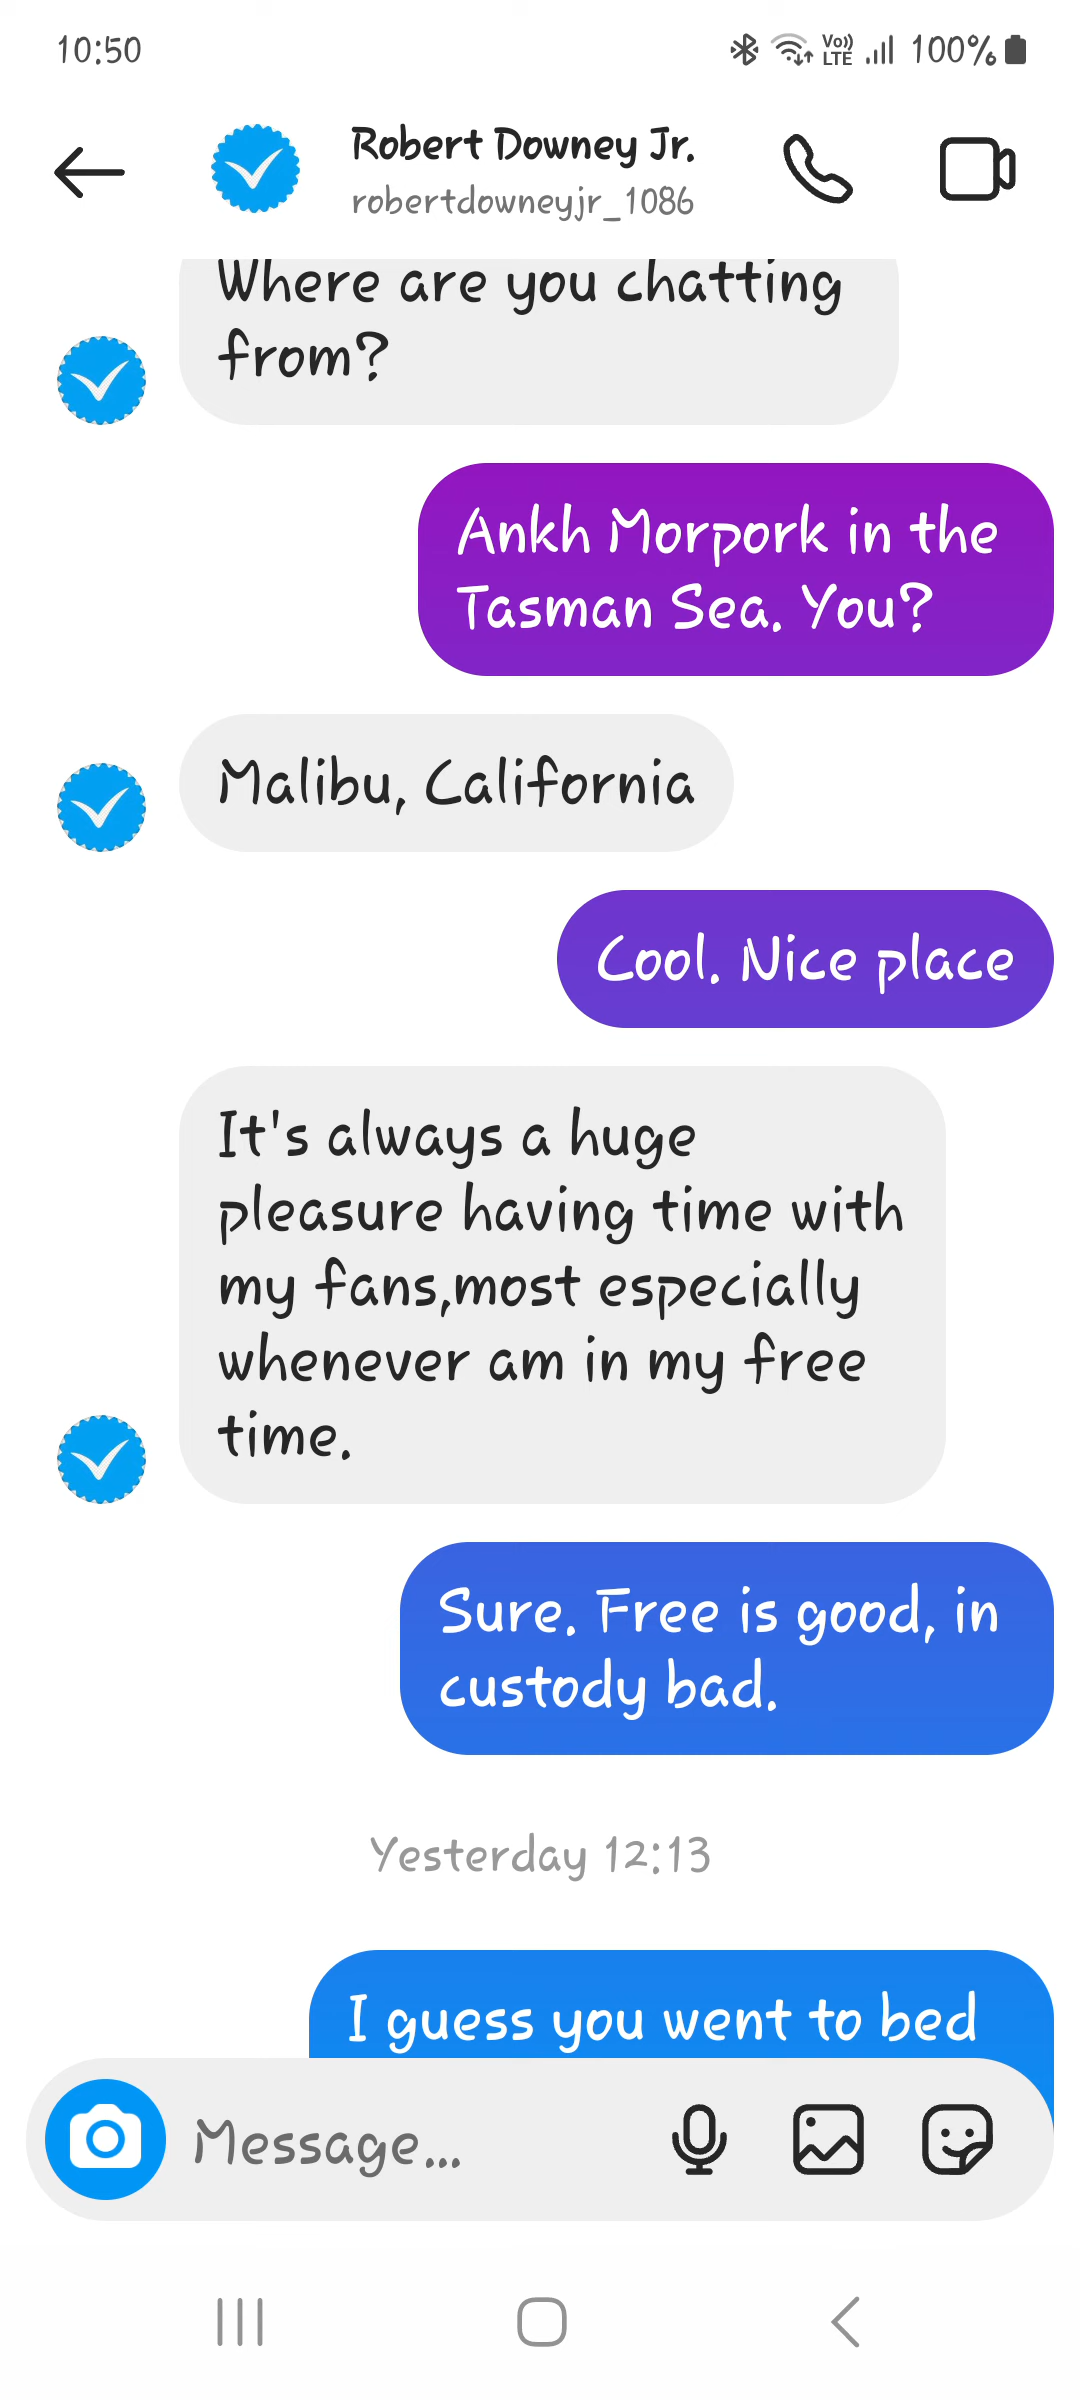 10:50
Vo)) LTE 100%
Robert Downey Jr.
robertdowneyjr_1086
Where are you chatting
from?
Ankh Morpork in the
Tasman Sea. You?
Malibu, California
Cool. Nice place
It's always a huge
pleasure having time with
my fans,most especially
whenever am in my free
time.
Sure. Free is good, in
custody bad.
Yesterday 12:13
I guess you went to bed
Message...